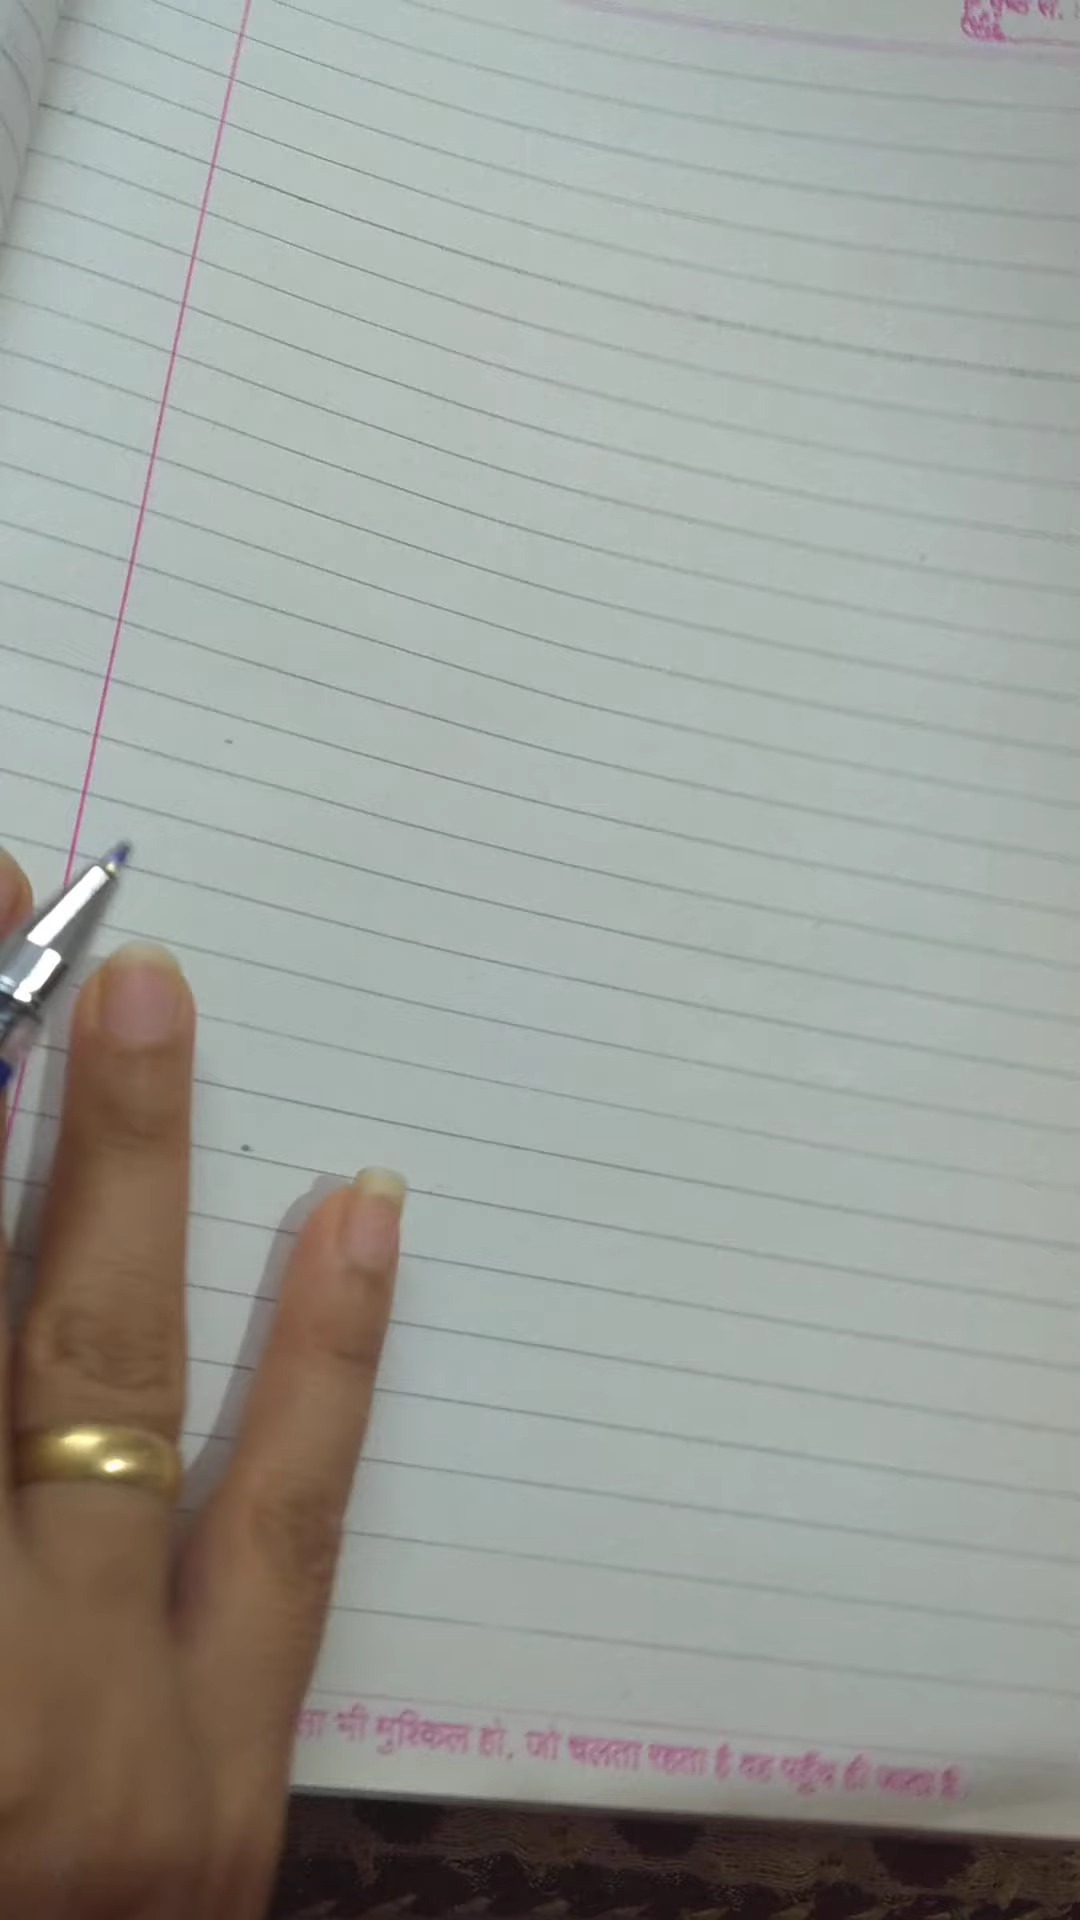 पृष्ठ सं.
भी मुश्किल हो, जो चलता रहता है वह पहुँच ही जाता है.